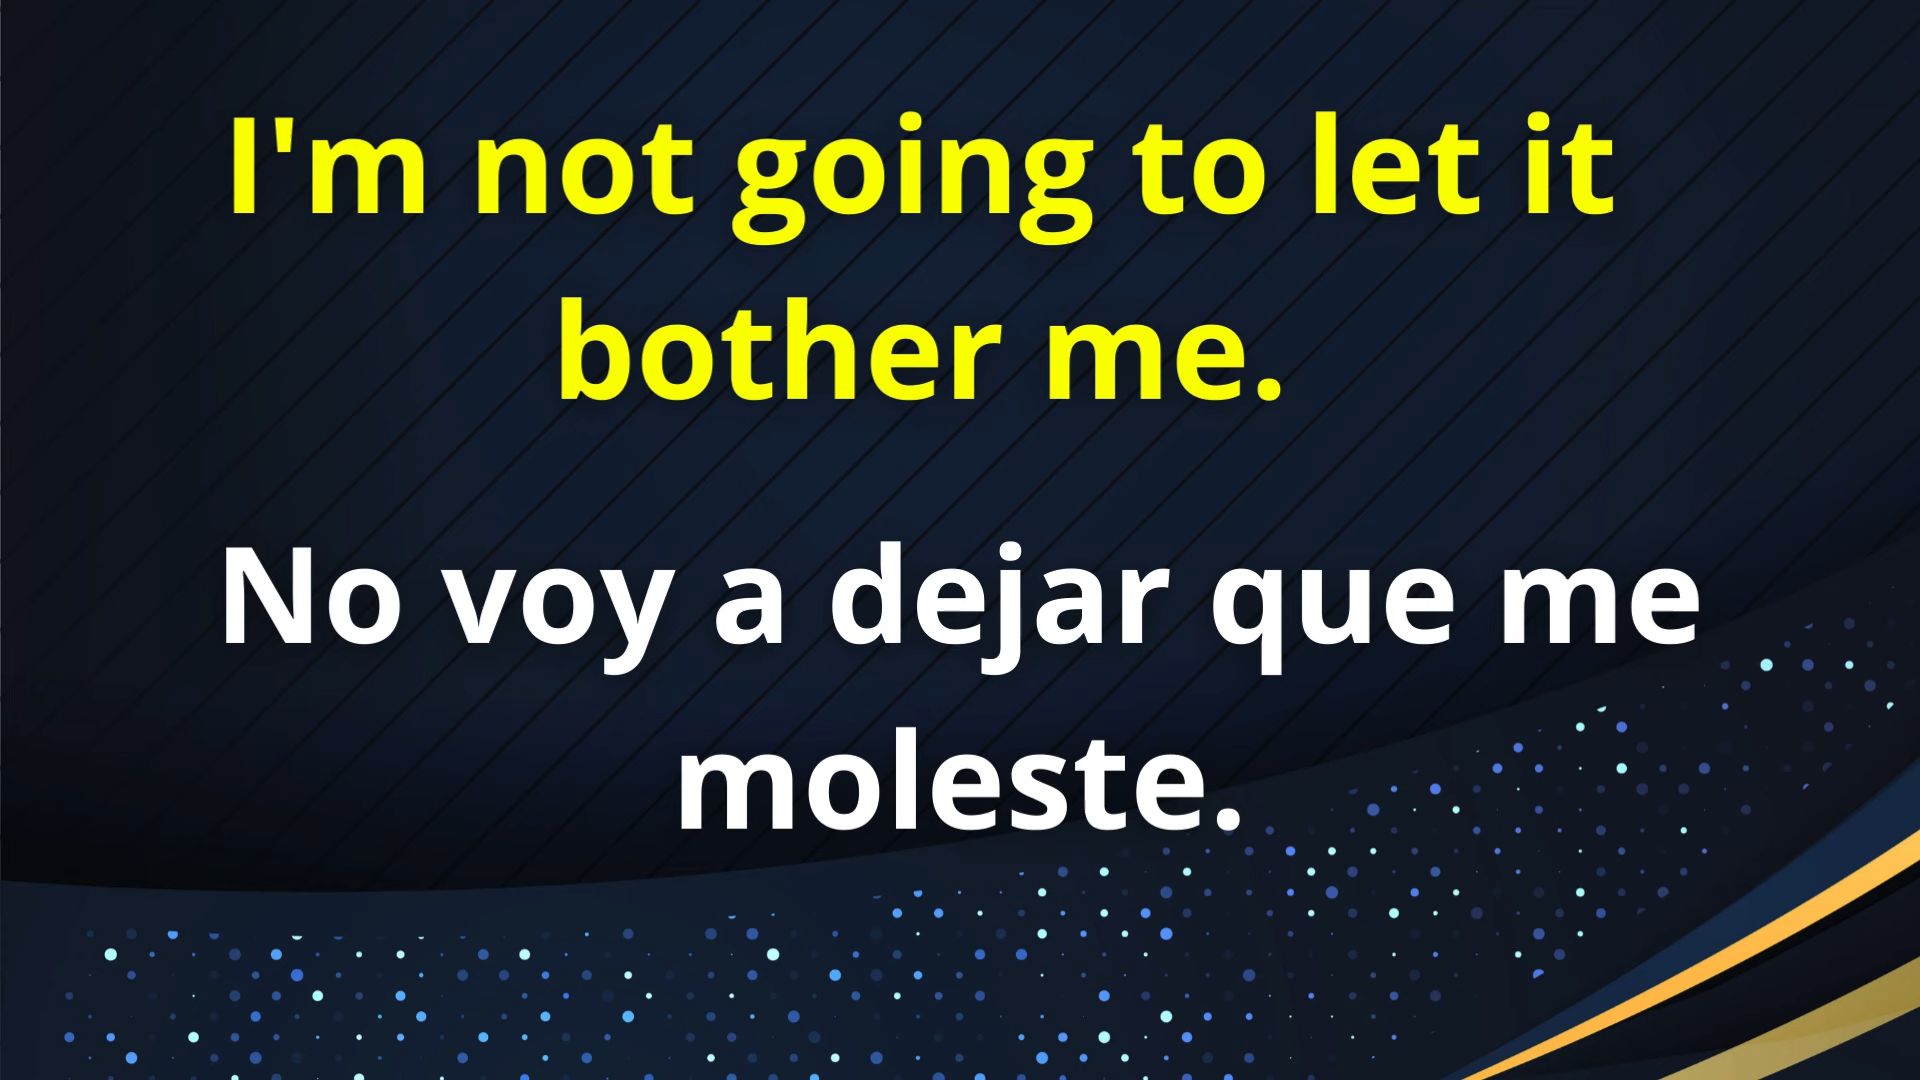 I'm not going to let it
bother me.
No voy a dejar que me
moleste.